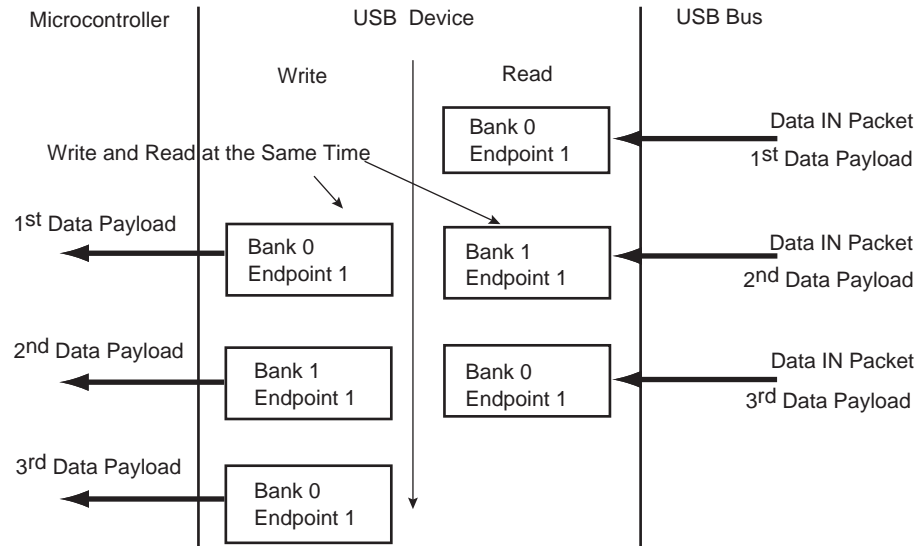 Microcontroller
USB Device
USB Bus
Write
Read
Bank 0
Endpoint 1
Data IN Packet
1st Data Payload
Write and Read at the Same Time
1st Data Payload
Bank 0
Endpoint 1
Bank 1
Endpoint 1
Data IN Packet
2nd Data Payload
2nd Data Payload
Bank 1
Endpoint 1
Bank 0
Endpoint 1
Data IN Packet
3rd Data Payload
3rd Data Payload
Bank 0
Endpoint 1